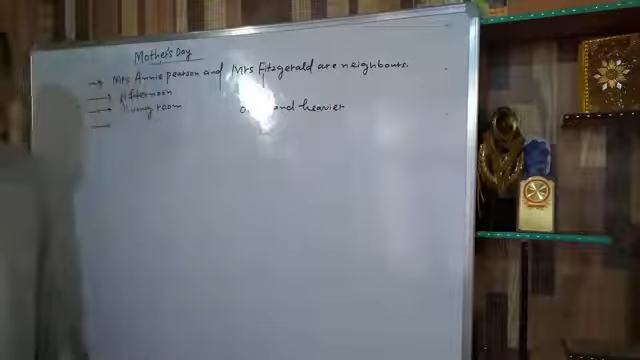 Mother's Day
Mrs Annie pearson and Mrs Fitzgerald are neighbours.
Afternoon
living room and heavier